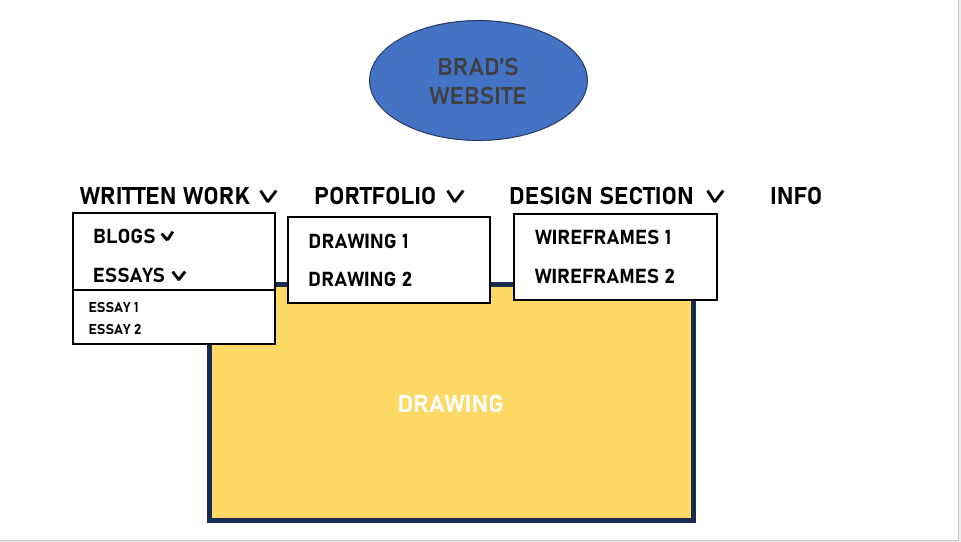 BRAD'S
WEBSITE
WRITTEN WORK
PORTFOLIO
DESIGN SECTION
INFO
BLOGS
ESSAYS
ESSAY 1
ESSAY 2
DRAWING 1
DRAWING 2
WIREFRAMES 1
WIREFRAMES 2
DRAWING